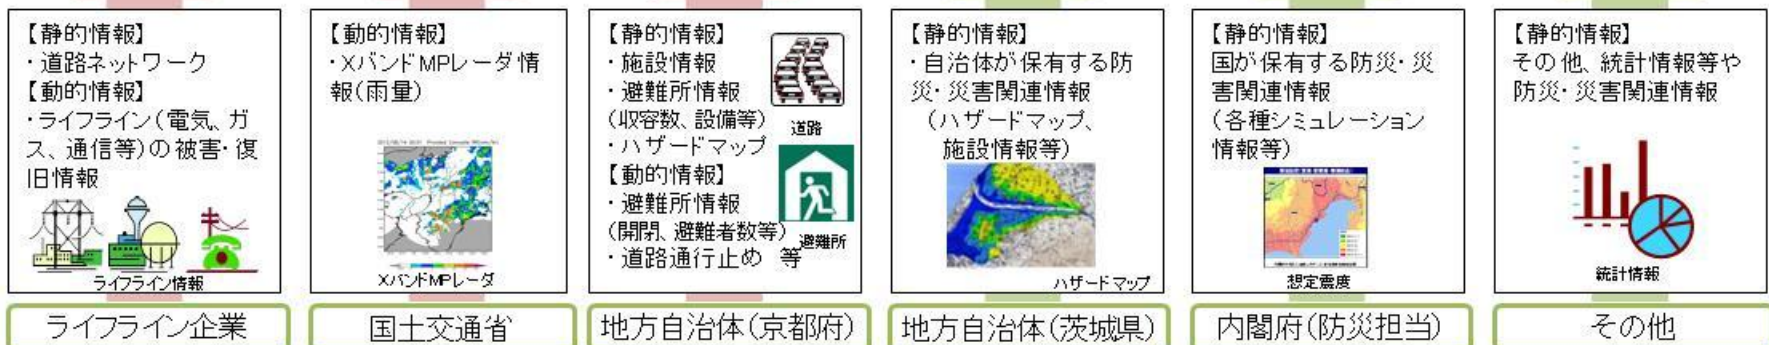 【静的情報】
・道路ネットワーク
【動的情報】
・ライフライン(電気、ガ
ス、通信等)の被害・復
旧情報
ライフライン情報
ライフライン企業
【動的情報】
・XバンドMPレーダ情
報(雨量)
XバンドMPレーダ
国土交通省
【静的情報】
・施設情報
・避難所情報
(収容数、設備等)
・ハザードマップ
【動的情報】
・避難所情報
(開閉、避難者数等)
・道路通行止め 等
道路
避難所
地方自治体(京都府)
【静的情報】
・自治体が保有する防
災・災害関連情報
(ハザードマップ、
施設情報等)
ハザードマップ
地方自治体(茨城県)
【静的情報】
国が保有する防災・災
害関連情報
(各種シミュレーション
情報等)
想定震度
内閣府(防災担当)
【静的情報】
その他、統計情報等や
防災・災害関連情報
統計情報
その他